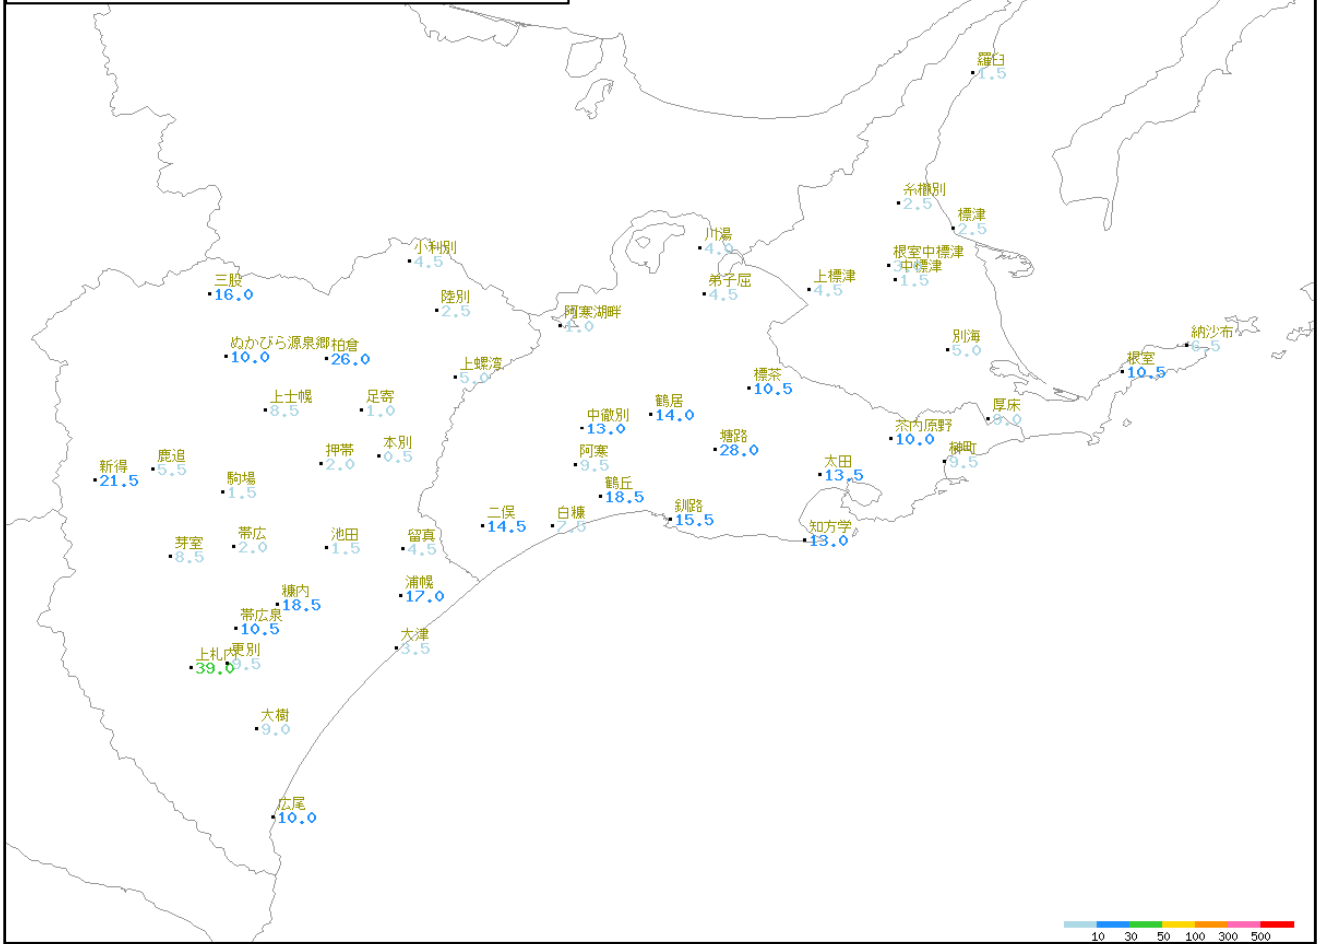 羅臼
1.5
糸櫛別
2.5
標津
2.5
川湯
小利別
4.5
根室中標津
中標津
1.5
三股
16.0
弟子屈
4.5
上標津
4.5
陸別
2.5
阿寒湖畔
ぬかびら源泉郷
10.0
柏倉
26.0
別海
5.0
納沙布
6.5
根室
10.5
上螺湾
5.0
標茶
10.5
上士幌
8.5
足寄
1.0
鶴居
14.0
中徹別
13.0
厚床
茶内原野
10.0
塘路
28.0
本別
0.5
押帯
2.0
鹿追
5.5
新得
21.5
阿寒
9.5
榊町
9.5
太田
13.5
駒場
1.5
鶴丘
18.5
釧路
15.5
二俣
14.5
白糠
知方学
13.0
芽室
8.5
帯広
2.0
池田
1.5
留真
4.5
浦幌
17.0
糠内
18.5
帯広泉
10.5
大津
3.5
上札内
39.0
更別
9.5
大樹
9.0
広尾
10.0
10 30 50 100 300 500